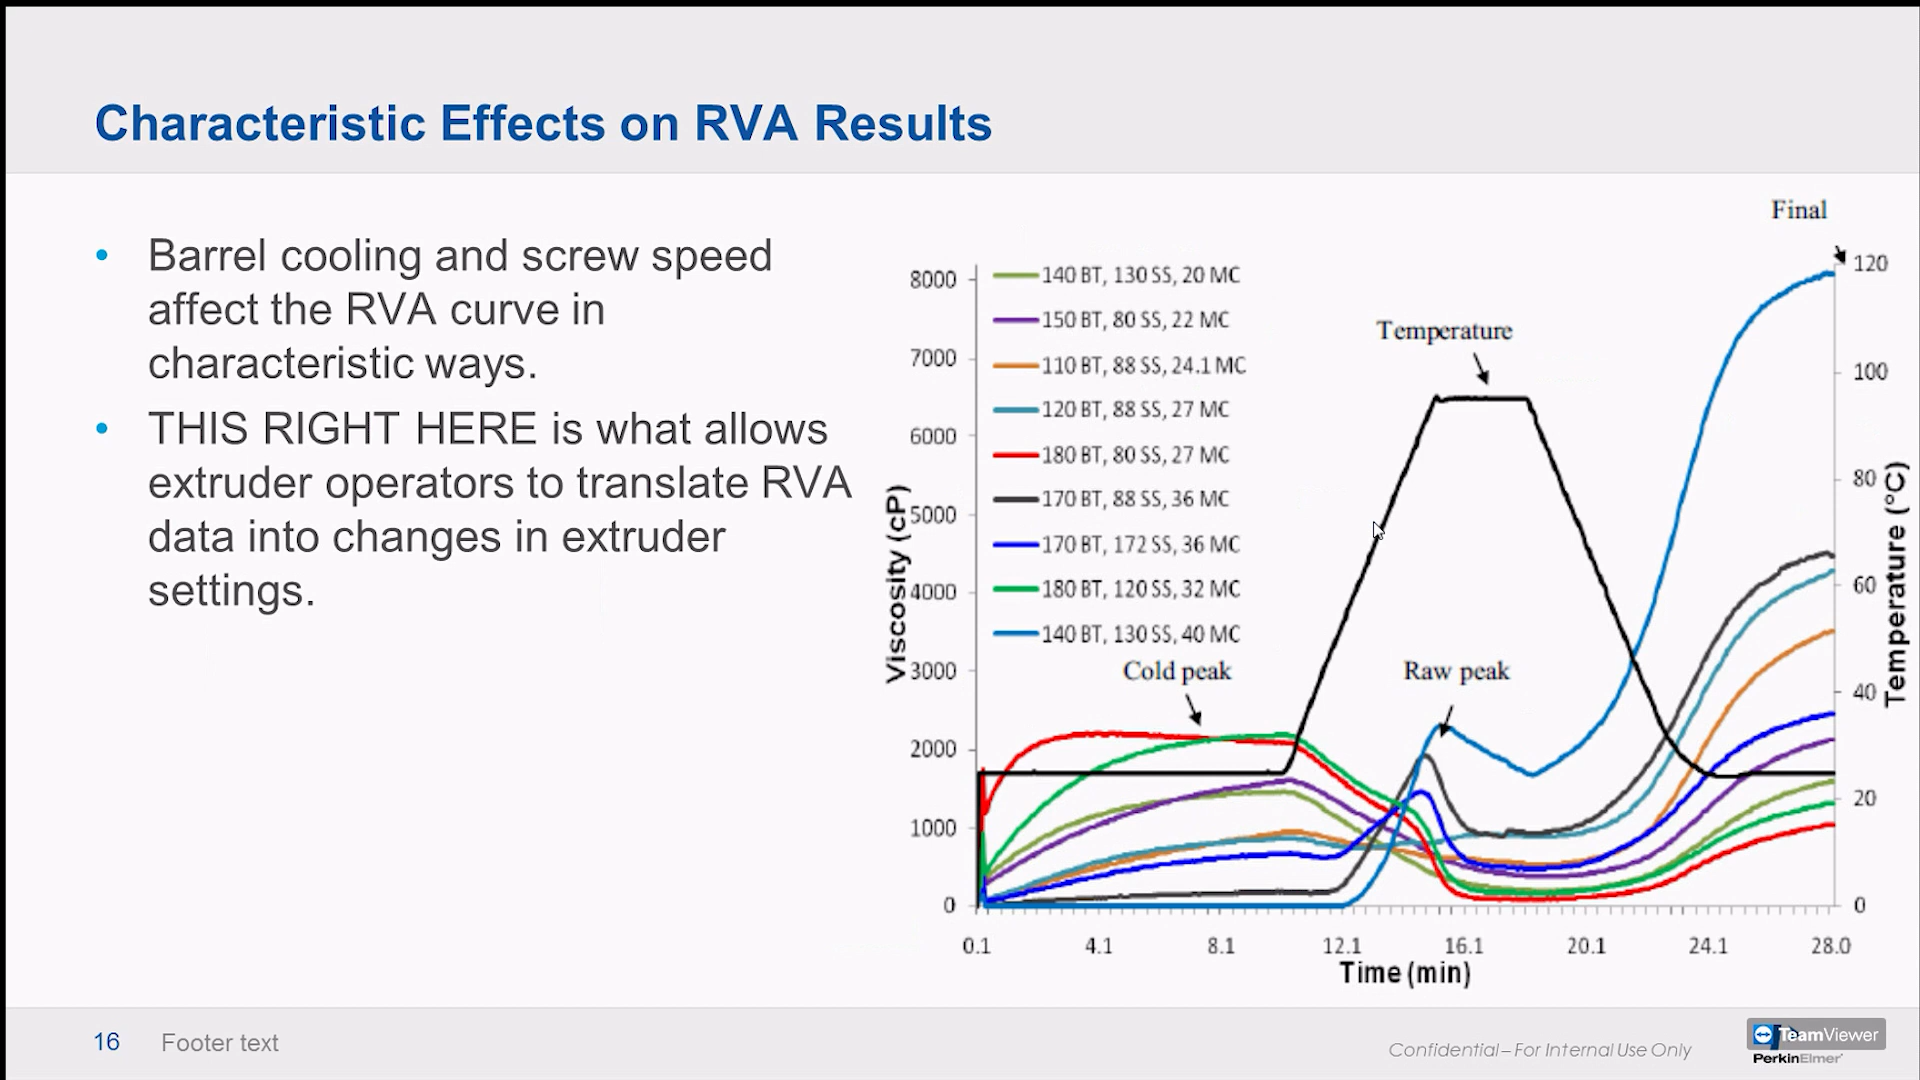 Characteristic Effects on RVA Results
• Barrel cooling and screw speed
affect the RVA curve in
characteristic ways.
• THIS RIGHT HERE is what allows
extruder operators to translate RVA
data into changes in extruder
settings.
Final
8000
7000
6000
5000
4000
3000
2000
1000
0
Viscosity (cP)
140 BT, 130 SS, 20 MC
150 BT, 80 SS, 22 MC
110 BT, 88 SS, 24.1 MC
120 BT, 88 SS, 27 MC
180 BT, 80 SS, 27 MC
170 BT, 88 SS, 36 MC
170 BT, 172 SS, 36 MC
180 BT, 120 SS, 32 MC
140 BT, 130 SS, 40 MC
Temperature
Cold peak
Raw peak
120
100
80
60
40
20
0
Temperature (°C)
0.1 4.1 8.1 12.1 16.1 20.1 24.1 28.0
Time (min)
16 Footer text
Confidential – For Internal Use Only
TeamViewer
PerkinElmer